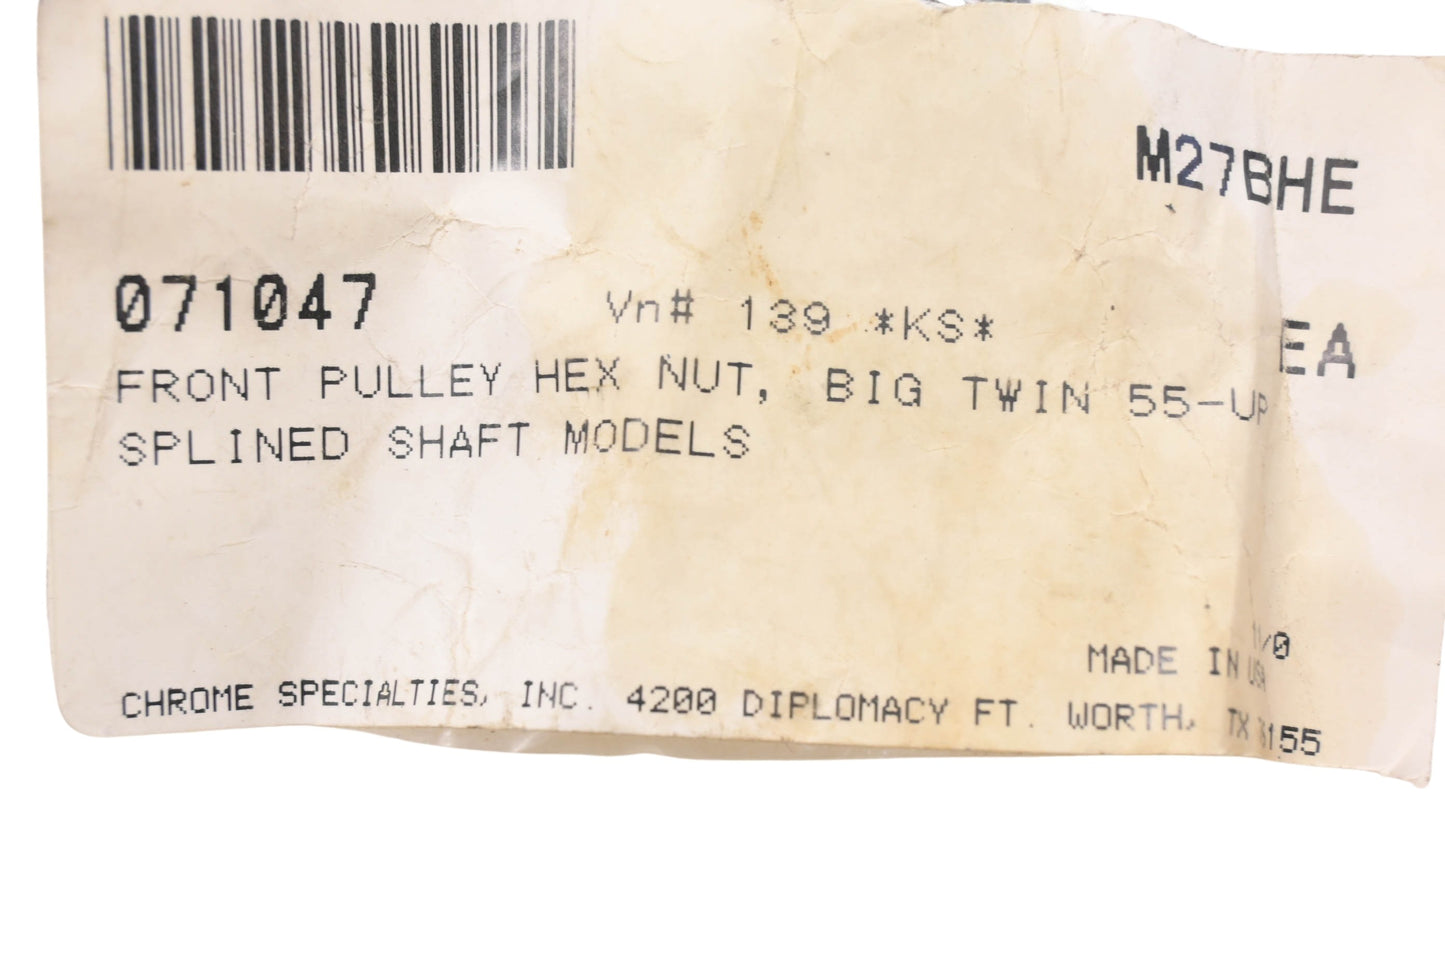 M27BHE
071047 Vn# 139 *KS* EA
FRONT PULLEY HEX NUT, BIG TWIN 55-UP
SPLINED SHAFT MODELS
MADE IN USA
CHROME SPECIALTIES, INC. 4200 DIPLOMACY FT. WORTH, TX